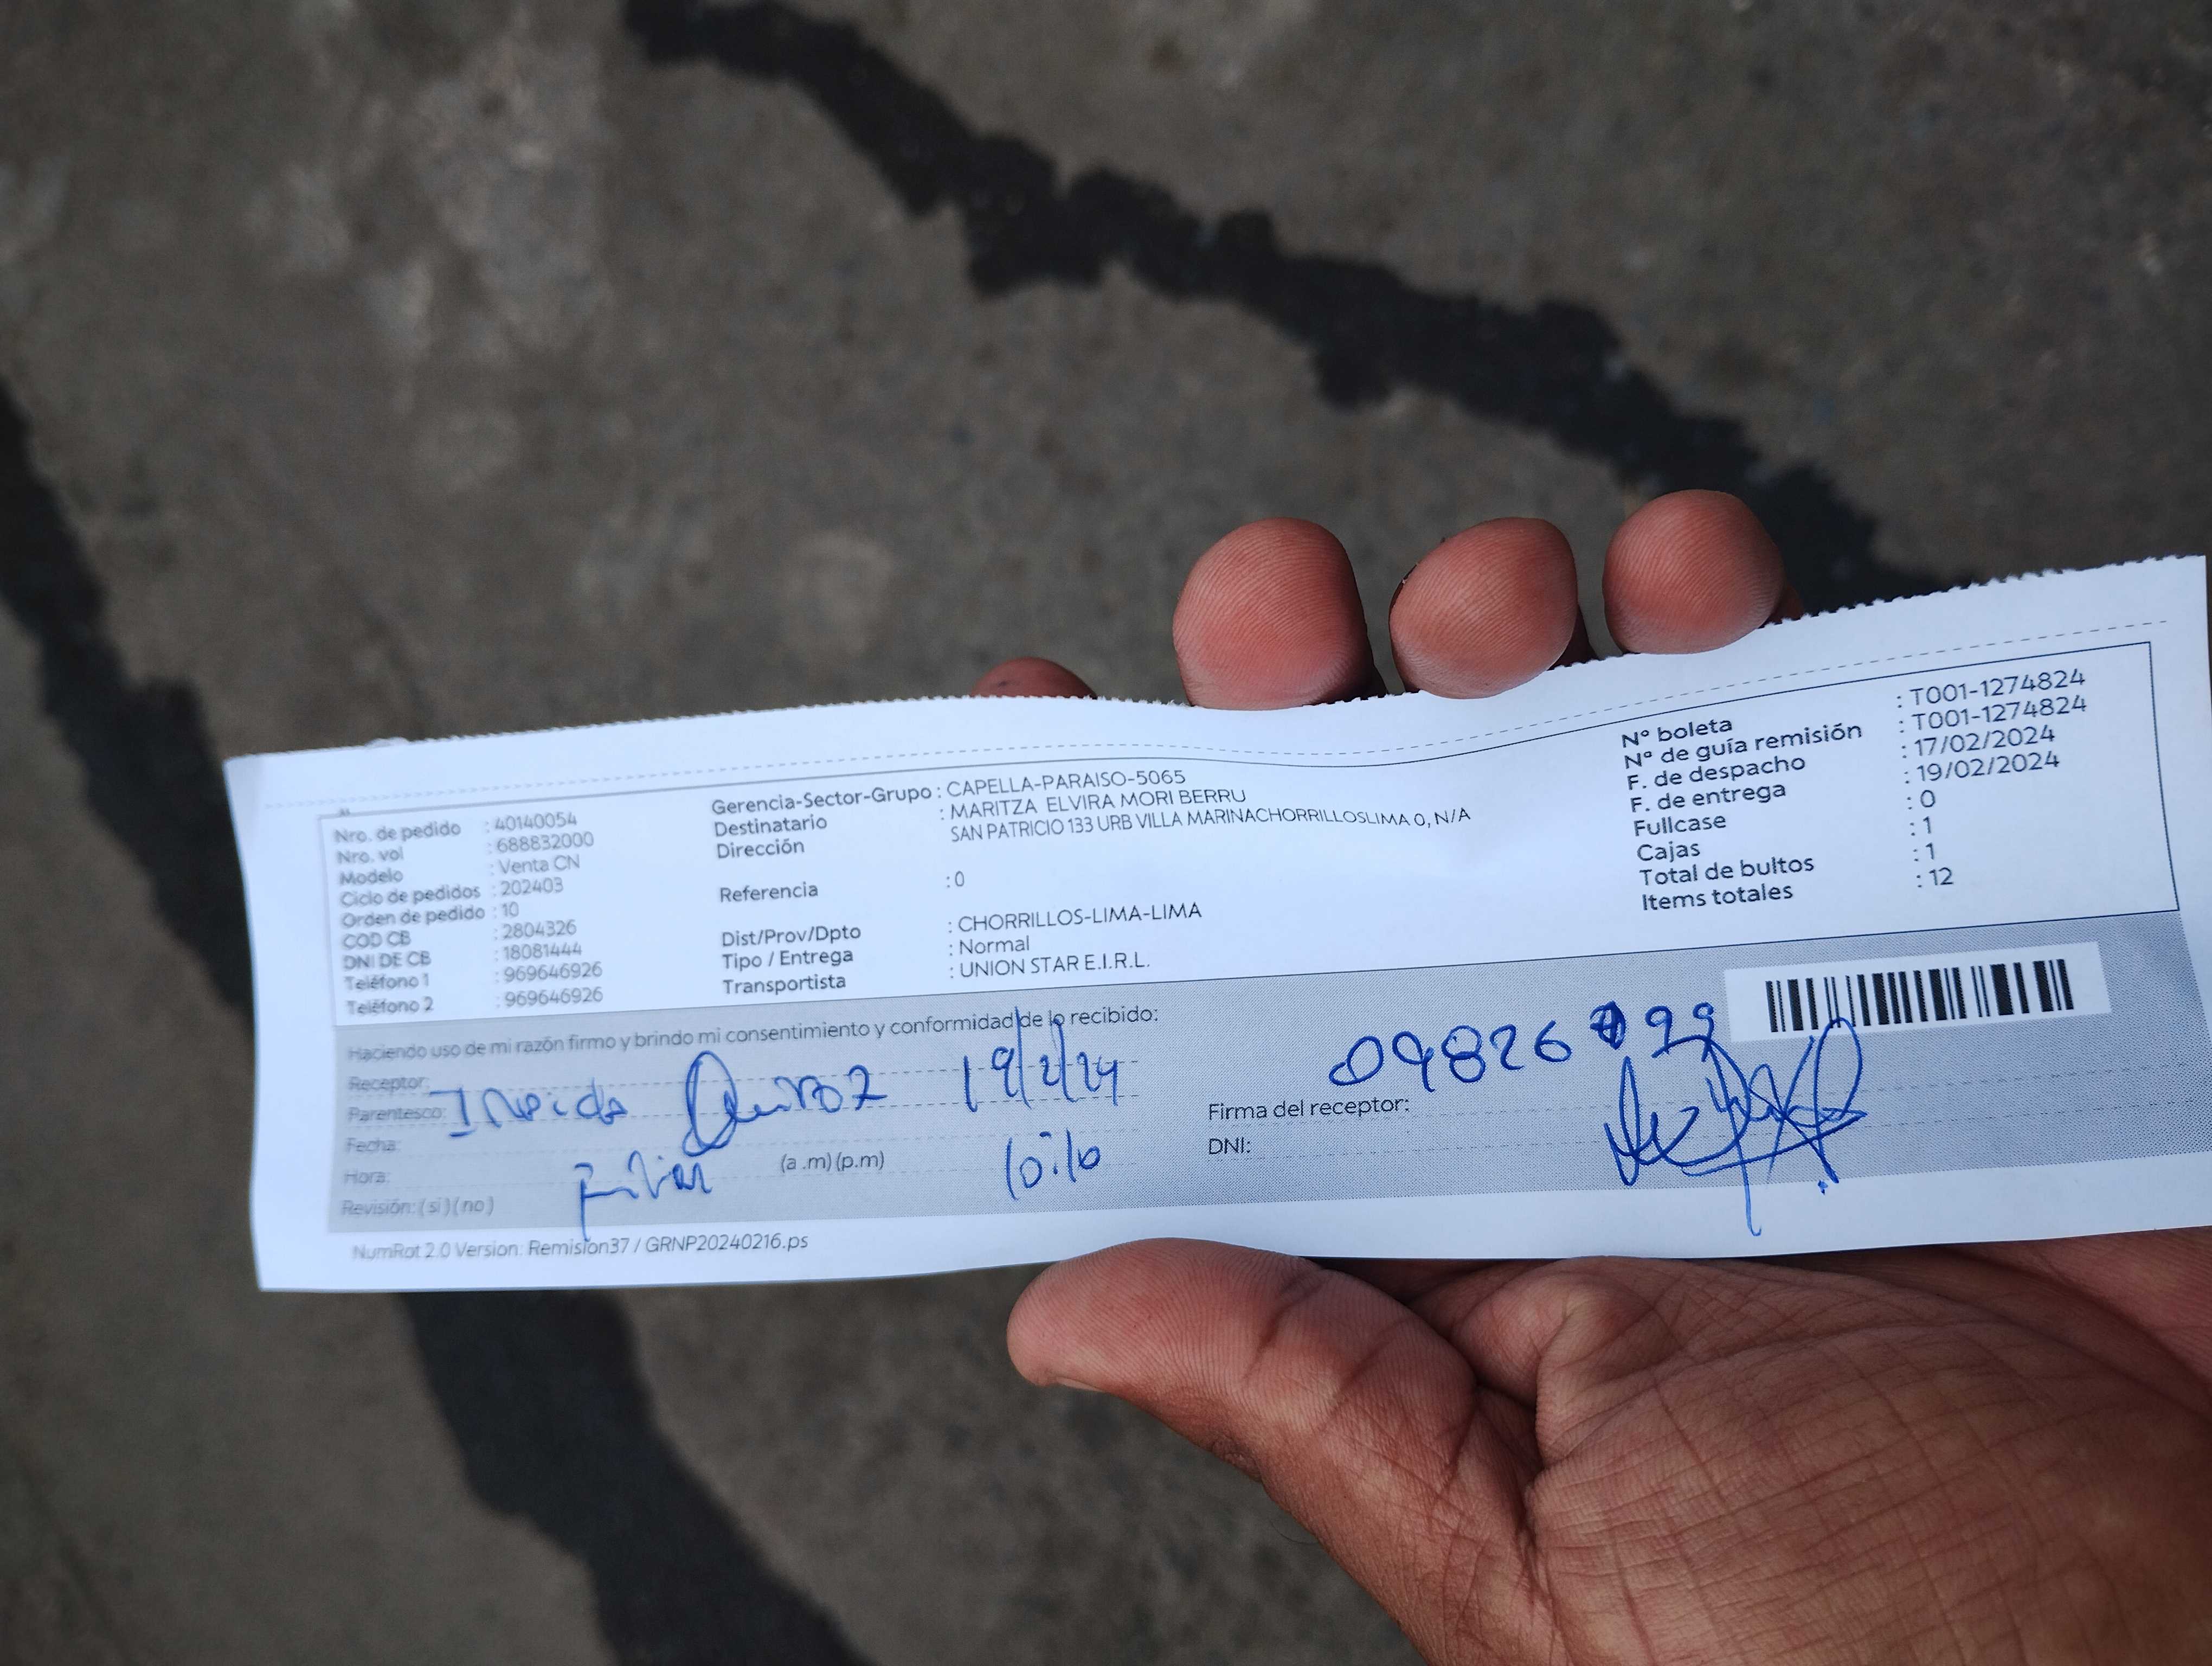 Nro. de pedido : 40140054
Nro. vol : 688832000
Modelo : Venta CN
Ciclo de pedidos : 202403
Orden de pedido : 10
COD CB : 2804326
DNI DE CB : 18081444
Teléfono 1 : 969646926
Teléfono 2 : 969646926
Gerencia-Sector-Grupo : CAPELLA-PARAISO-5065
Destinatario : MARITZA ELVIRA MORI BERRU
Dirección SAN PATRICIO 133 URB VILLA MARINACHORRILLOSLIMA 0, N/A
Referencia : 0
Dist/Prov/Dpto : CHORRILLOS-LIMA-LIMA
Tipo / Entrega : Normal
Transportista : UNION STAR E.I.R.L.
Nº boleta : T001-1274824
Nº de guía remisión : T001-1274824
F. de despacho : 17/02/2024
F. de entrega : 19/02/2024
Fullcase : 0
Cajas : 1
Total de bultos : 1
Items totales : 12
Haciendo uso de mi razón firmo y brindo mi consentimiento y conformidad de lo recibido:
Receptor:
Parentesco: Quiroz 19/2/24
Fecha:
Hora: (a .m) (p.m) 10:10
Revisión: (si) (no)
Firma del receptor:
DNI:
NumRot 2.0 Version: Remision37 / GRNP20240216.ps